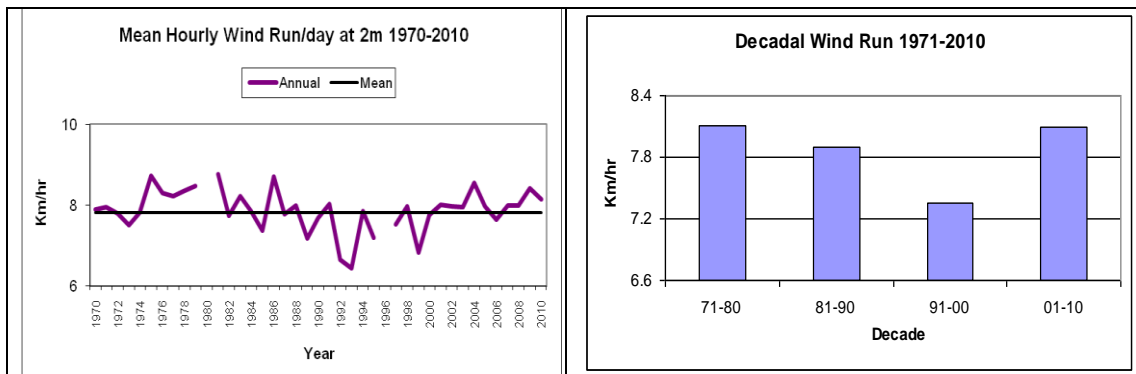 Mean Hourly Wind Run/day at 2m 1970-2010
Annual Mean
10
8
6
Km/hr
1970 1972 1974 1976 1978 1980 1982 1984 1986 1988 1990 1992 1994 1996 1998 2000 2002 2004 2006 2008 2010
Year
Decadal Wind Run 1971-2010
8.4
7.8
7.2
6.6
Km/hr
71-80 81-90 91-00 01-10
Decade